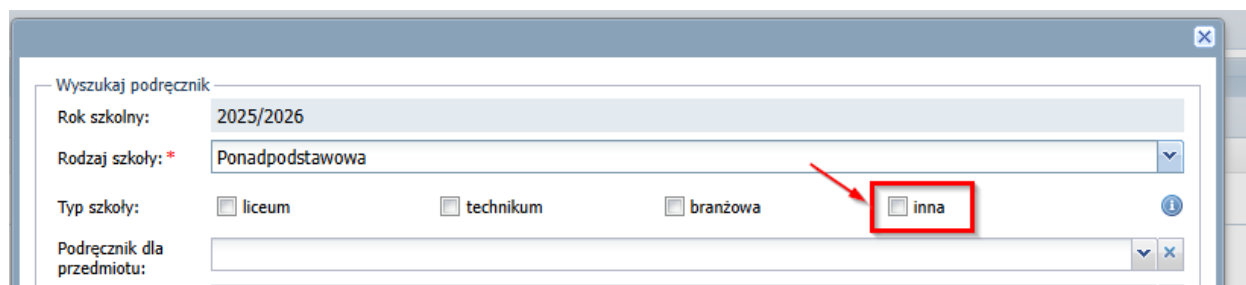 Wyszukaj podręcznik
Rok szkolny: 2025/2026
Rodzaj szkoły: * Ponadpodstawowa
Typ szkoły: liceum technikum branżowa inna
Podręcznik dla
przedmiotu: